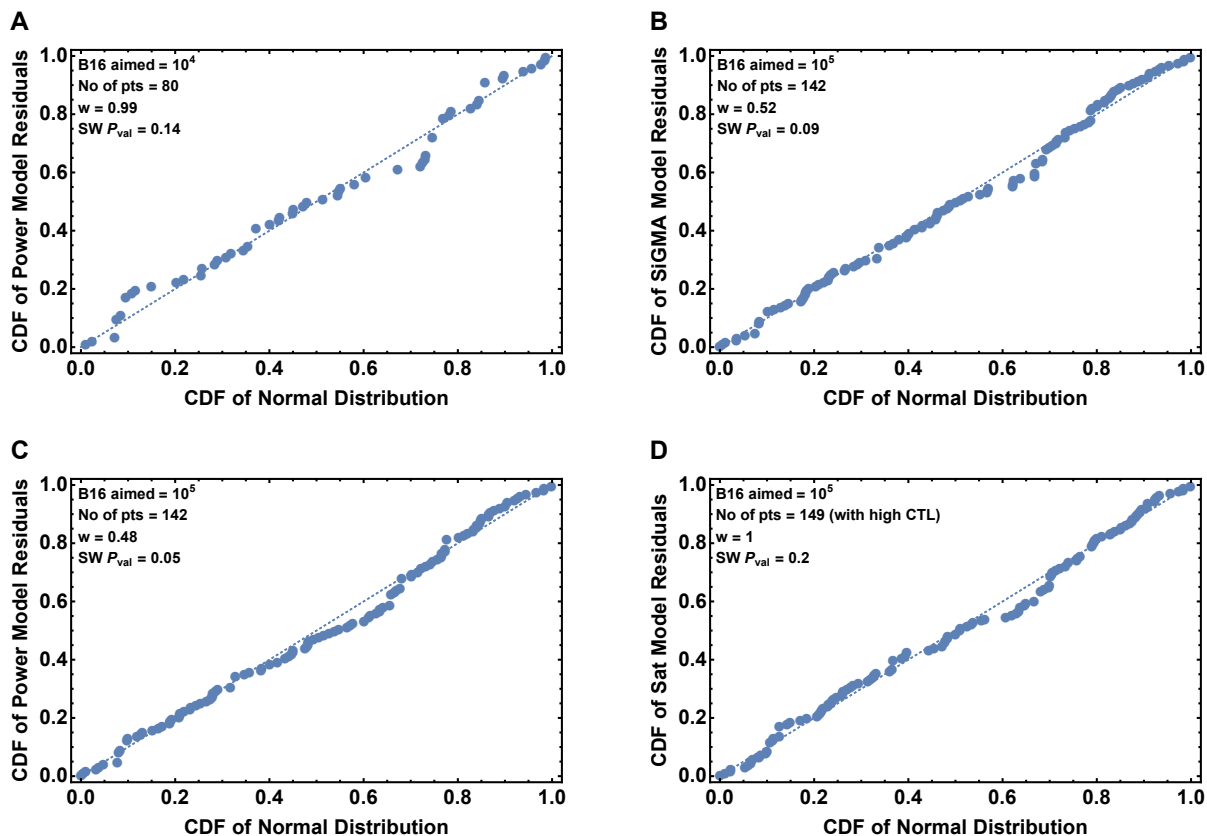 A
B16 aimed = 10⁴
No of pts = 80
w = 0.99
SW Pval = 0.14
CDF of Power Model Residuals
1.0
0.8
0.6
0.4
0.2
0.0
0.0 0.2 0.4 0.6 0.8 1.0
CDF of Normal Distribution
B
B16 aimed = 10⁵
No of pts = 142
w = 0.52
SW Pval = 0.09
CDF of SiGMA Model Residuals
1.0
0.8
0.6
0.4
0.2
0.0
0.0 0.2 0.4 0.6 0.8 1.0
CDF of Normal Distribution
C
B16 aimed = 10⁵
No of pts = 142
w = 0.48
SW Pval = 0.05
CDF of Power Model Residuals
1.0
0.8
0.6
0.4
0.2
0.0
0.0 0.2 0.4 0.6 0.8 1.0
CDF of Normal Distribution
D
B16 aimed = 10⁵
No of pts = 149 (with high CTL)
w = 1
SW Pval = 0.2
CDF of Sat Model Residuals
1.0
0.8
0.6
0.4
0.2
0.0
0.0 0.2 0.4 0.6 0.8 1.0
CDF of Normal Distribution